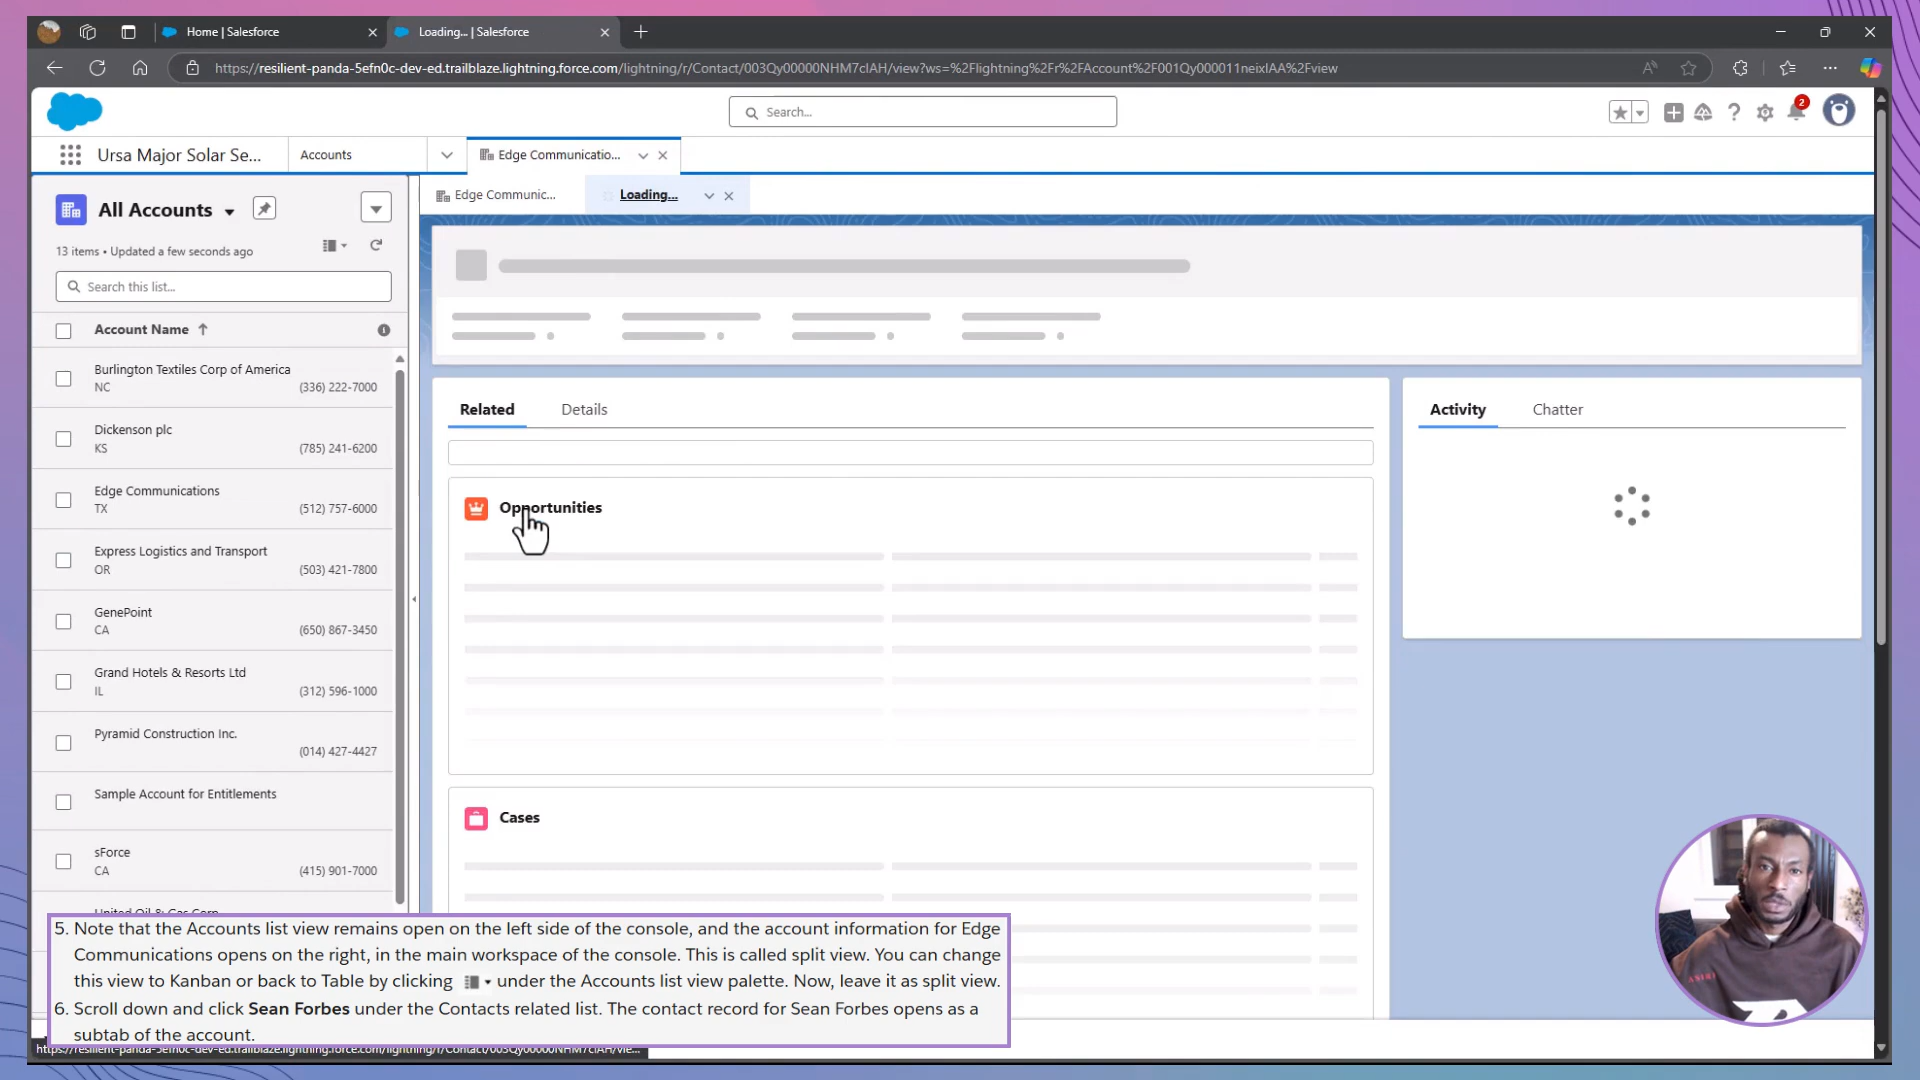 Home | Salesforce
Loading... | Salesforce
https://resilient-panda-5efn0c-dev-ed.trailblaze.lightning.force.com/lightning/r/Contact/003Qy00000NHM7cIAH/view?ws=%2Flightning%2Fr%2FAccount%2F001Qy000011neixIAA%2Fview
Search...
2
Ursa Major Solar Se...
Accounts
Edge Communicatio...
Edge Communic...
Loading...
All Accounts
13 items • Updated a few seconds ago
Search this list...
Account Name
Burlington Textiles Corp of America
NC (336) 222-7000
Dickenson plc
KS (785) 241-6200
Edge Communications
TX (512) 757-6000
Express Logistics and Transport
OR (503) 421-7800
GenePoint
CA (650) 867-3450
Grand Hotels & Resorts Ltd
IL (312) 596-1000
Pyramid Construction Inc.
(014) 427-4427
Sample Account for Entitlements
sForce
CA (415) 901-7000
United Oil & Gas Corp.
Related
Details
Opportunities
Cases
Activity
Chatter
5. Note that the Accounts list view remains open on the left side of the console, and the account information for Edge
Communications opens on the right, in the main workspace of the console. This is called split view. You can change
this view to Kanban or back to Table by clicking under the Accounts list view palette. Now, leave it as split view.
6. Scroll down and click Sean Forbes under the Contacts related list. The contact record for Sean Forbes opens as a
subtab of the account.
https://resilient-panda-5efn0c-dev-ed.trailblaze.lightning.force.com/lightning/r/Contact/003Qy00000NHM7cIAH/vie...